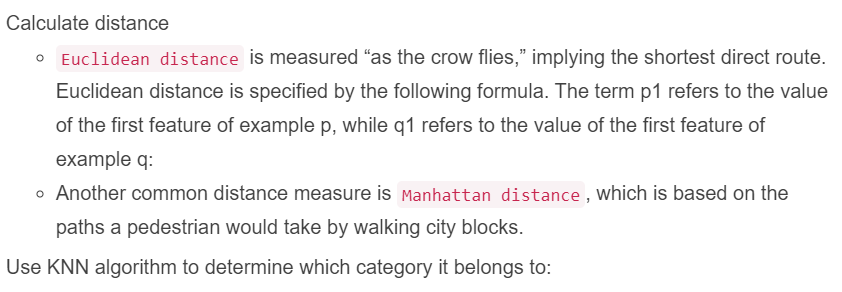 Calculate distance
Euclidean distance is measured “as the crow flies,” implying the shortest direct route.
Euclidean distance is specified by the following formula. The term p1 refers to the value
of the first feature of example p, while q1 refers to the value of the first feature of
example q:
Another common distance measure is Manhattan distance, which is based on the
paths a pedestrian would take by walking city blocks.
Use KNN algorithm to determine which category it belongs to: